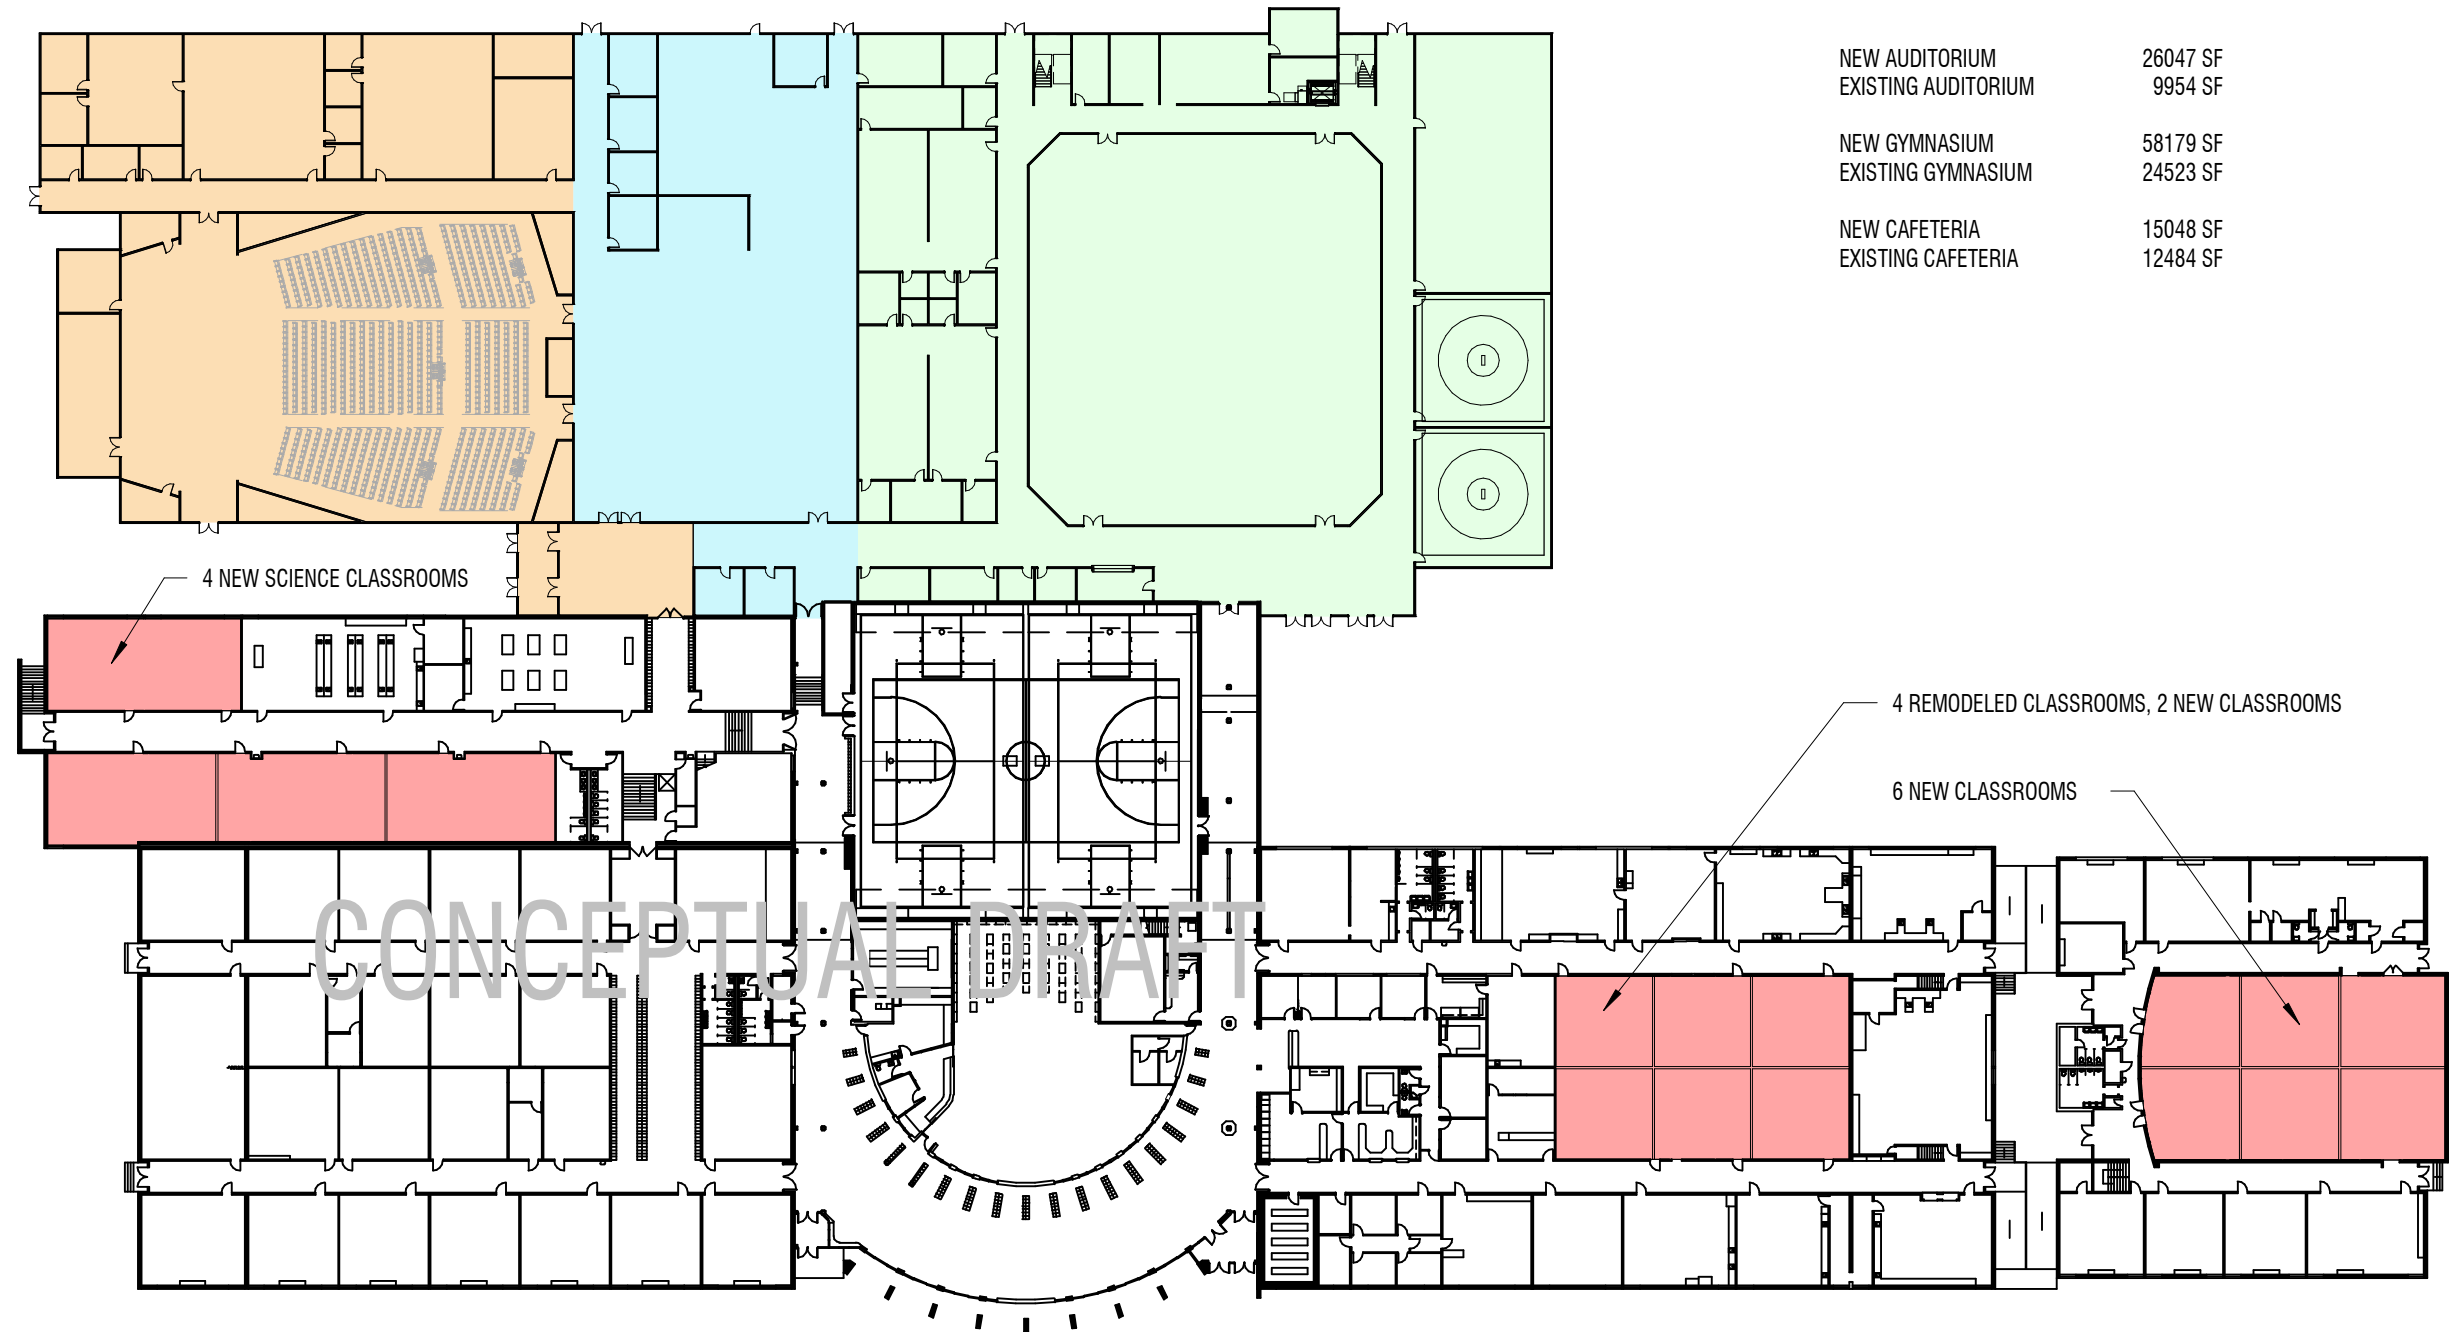 NEW AUDITORIUM 26047 SF
EXISTING AUDITORIUM 9954 SF
NEW GYMNASIUM 58179 SF
EXISTING GYMNASIUM 24523 SF
NEW CAFETERIA 15048 SF
EXISTING CAFETERIA 12484 SF
4 NEW SCIENCE CLASSROOMS
4 REMODELED CLASSROOMS, 2 NEW CLASSROOMS
6 NEW CLASSROOMS
CONCEPTUAL DRAFT